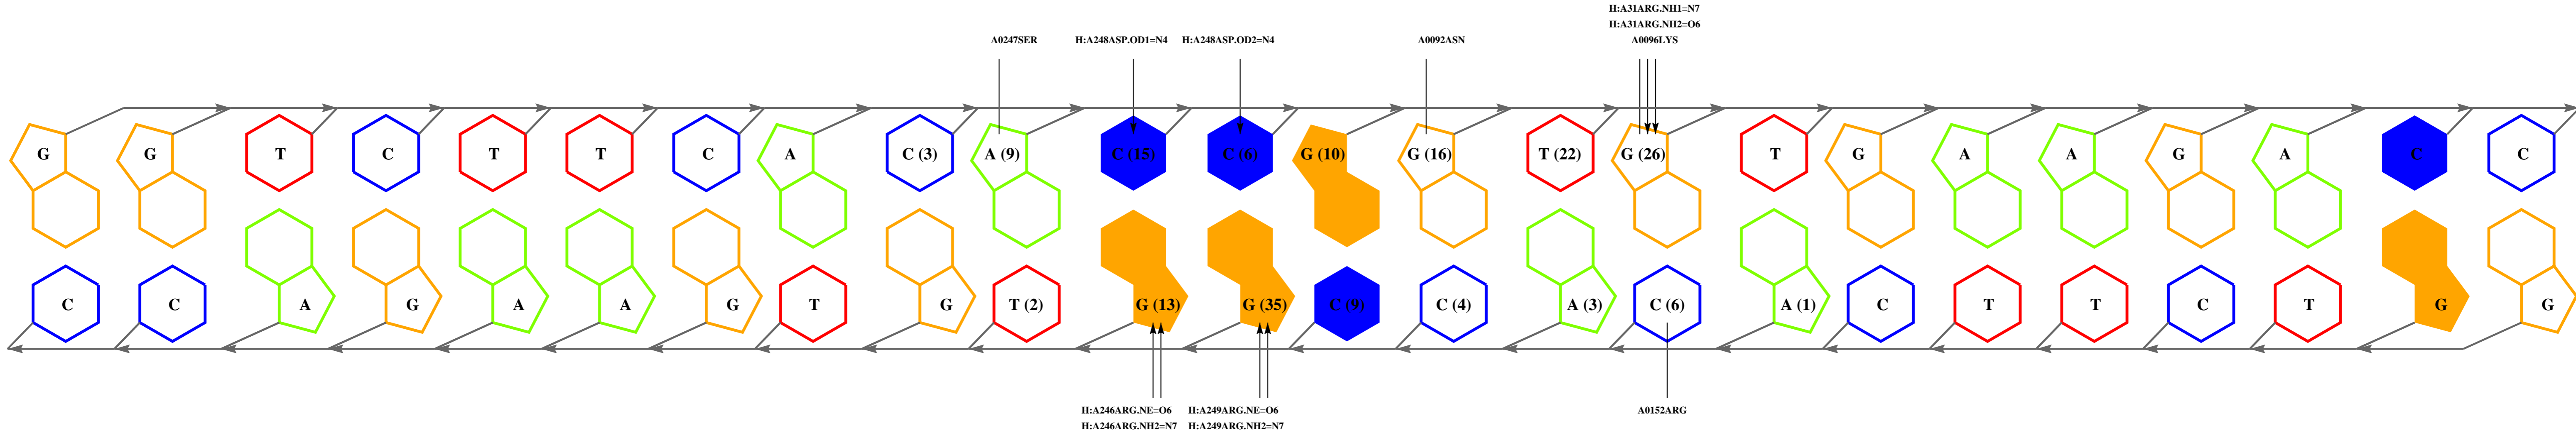 H:A31ARG.NH1=N7
H:A31ARG.NH2=O6
A0247SER H:A248ASP.OD1=N4 H:A248ASP.OD2=N4 A0092ASN A0096LYS
G G T C T T C A C (3) A (9) C (15) C (6) G (10) G (16) T (22) G (26) T G A A G A C C
C C A G A A G T G T (2) G (13) G (35) C (9) C (4) A (3) C (6) A (1) C T T C T G G
H:A246ARG.NE=O6 H:A249ARG.NE=O6 A0152ARG
H:A246ARG.NH2=N7 H:A249ARG.NH2=N7